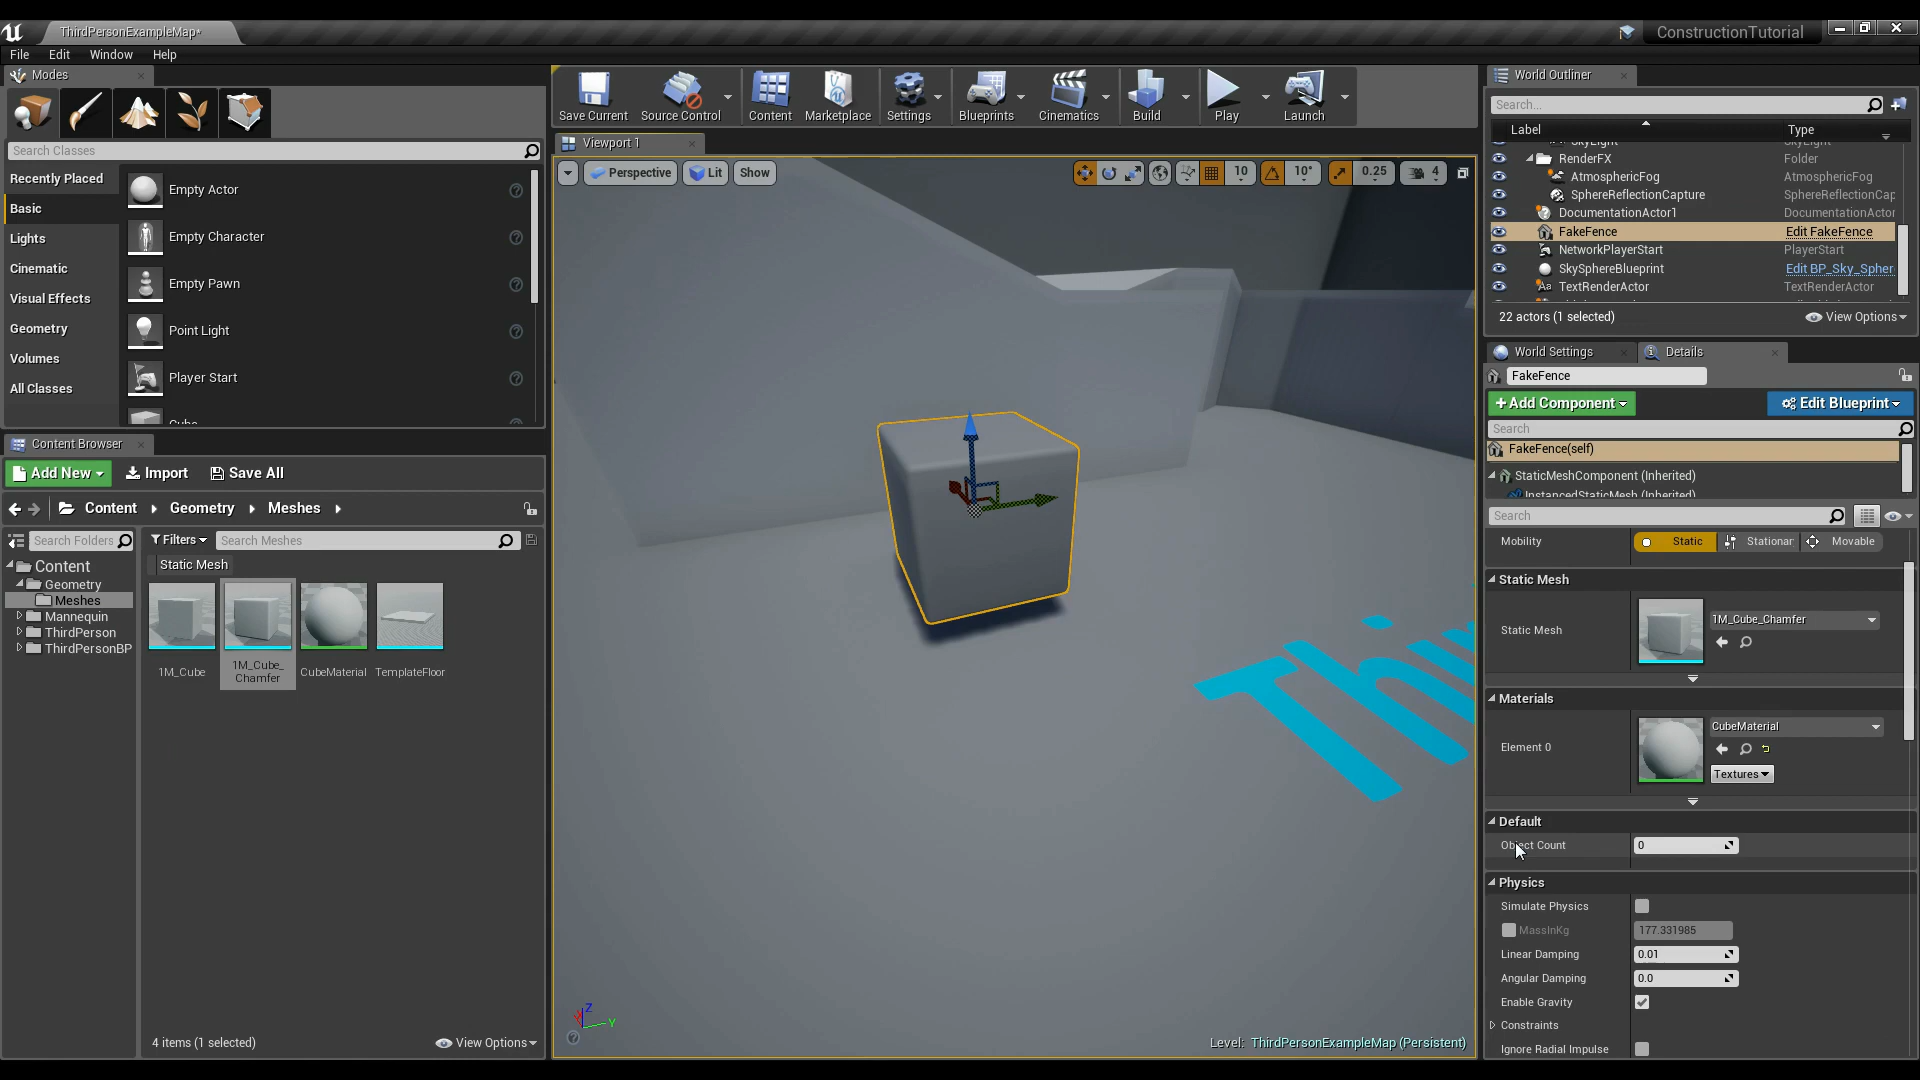 ThirdPersonExampleMap*
ConstructionTutorial
File Edit Window Help
Modes
Search Classes
Recently Placed
Basic
Lights
Cinematic
Visual Effects
Geometry
Volumes
All Classes
Empty Actor
Empty Character
Empty Pawn
Point Light
Player Start
Cube
Content Browser
Add New Import Save All
Content Geometry Meshes
Search Folders
Filters Search Meshes
Static Mesh
Content
Geometry
Meshes
Mannequin
ThirdPerson
ThirdPersonBP
1M_Cube
1M_Cube_
Chamfer
CubeMaterial
TemplateFloor
4 items (1 selected) View Options
Save Current Source Control Content Marketplace Settings Blueprints Cinematics Build Play Launch
Viewport 1
Perspective Lit Show 10 10° 0.25 4
Thi
Z
X
Y
Level: ThirdPersonExampleMap (Persistent)
World Outliner
Search...
Label Type
SkyLight SkyLight
RenderFX Folder
AtmosphericFog AtmosphericFog
SphereReflectionCapture SphereReflectionCap
DocumentationActor1 DocumentationActor
FakeFence Edit FakeFence
NetworkPlayerStart PlayerStart
SkySphereBlueprint Edit BP_Sky_Spher
TextRenderActor TextRenderActor
22 actors (1 selected) View Options
World Settings Details
FakeFence
+Add Component Edit Blueprint
Search
FakeFence(self)
StaticMeshComponent (Inherited)
InstancedStaticMesh (Inherited)
Search
Mobility Static Stationar Movable
Static Mesh
Static Mesh 1M_Cube_Chamfer
Materials
Element 0 CubeMaterial
Textures
Default
Object Count 0
Physics
Simulate Physics
MassInKg 177.331985
Linear Damping 0.01
Angular Damping 0.0
Enable Gravity
Constraints
Ignore Radial Impulse